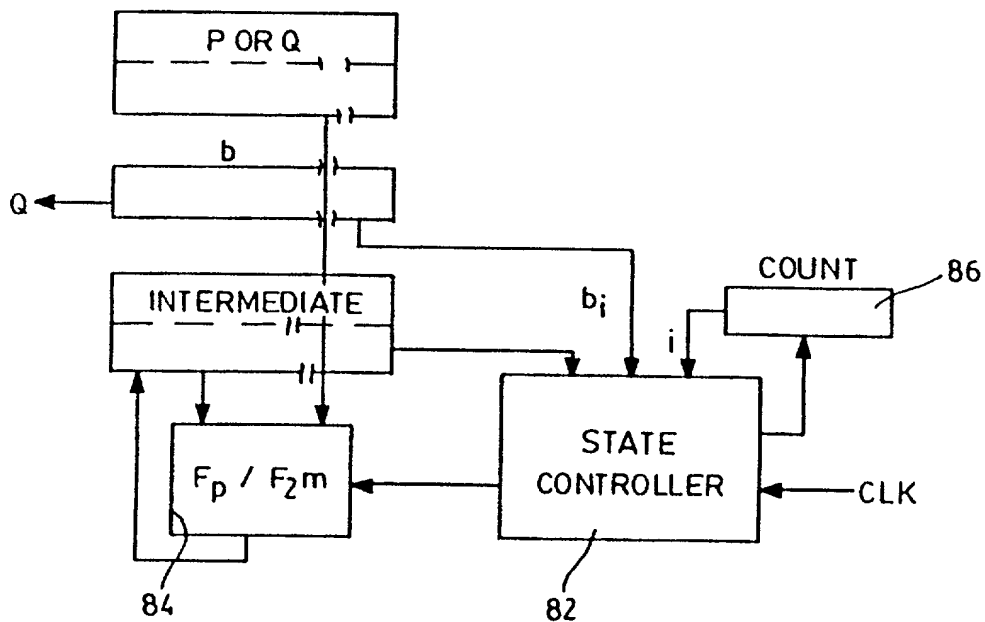 P OR Q
b
Q
COUNT
86
INTERMEDIATE
bi
i
STATE
CONTROLLER
Fp / F2m
CLK
84
82